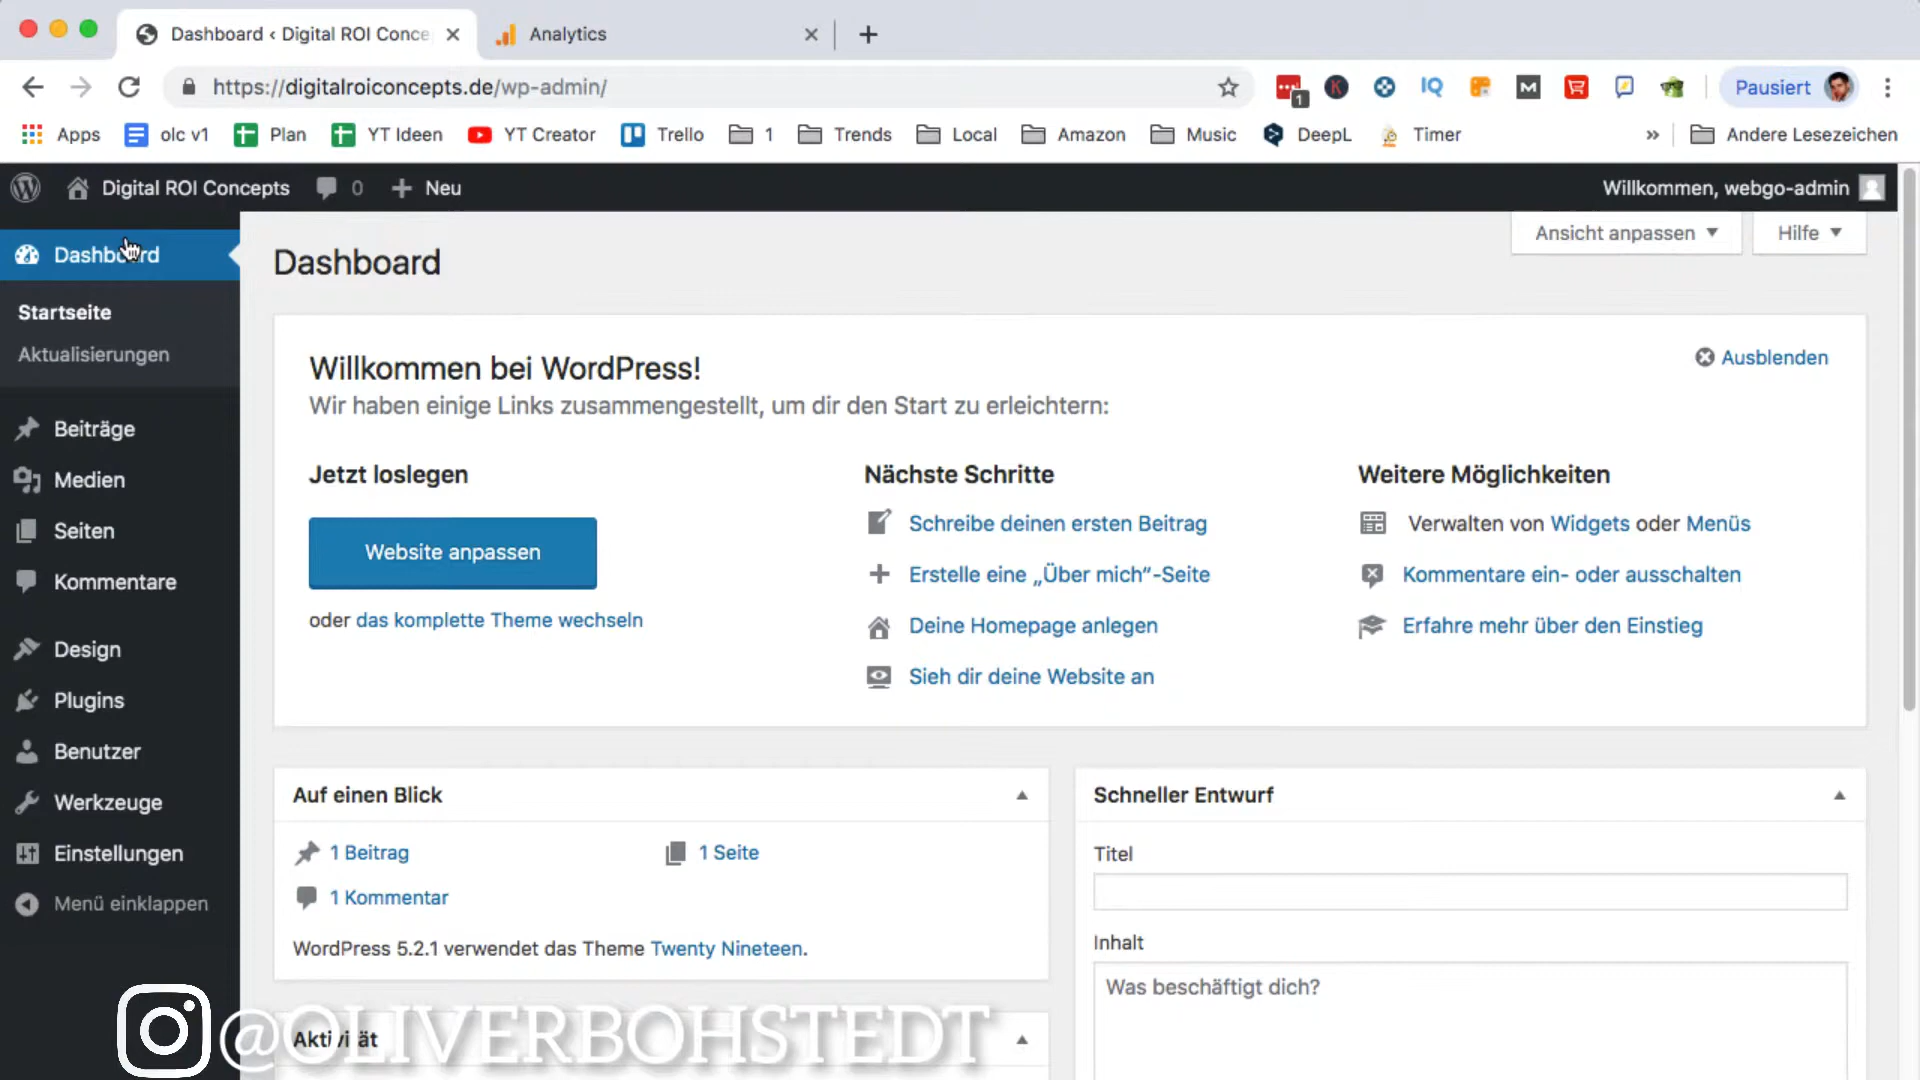 Dashboard ‹ Digital ROI Conce
Analytics
https://digitalroiconcepts.de/wp-admin/
1
K
IQ
M
Pausiert
Apps
olc v1
Plan
YT Ideen
YT Creator
Trello
1
Trends
Local
Amazon
Music
DeepL
Timer
»
Andere Lesezeichen
Digital ROI Concepts
0
Neu
Willkommen, webgo-admin
Dashboard
Startseite
Aktualisierungen
Beiträge
Medien
Seiten
Kommentare
Design
Plugins
Benutzer
Werkzeuge
Einstellungen
Menü einklappen
Ansicht anpassen
Hilfe
Dashboard
Willkommen bei WordPress!
Ausblenden
Wir haben einige Links zusammengestellt, um dir den Start zu erleichtern:
Jetzt loslegen
Website anpassen
oder das komplette Theme wechseln
Nächste Schritte
Schreibe deinen ersten Beitrag
Erstelle eine „Über mich“-Seite
Deine Homepage anlegen
Sieh dir deine Website an
Weitere Möglichkeiten
Verwalten von Widgets oder Menüs
Kommentare ein- oder ausschalten
Erfahre mehr über den Einstieg
Auf einen Blick
1 Beitrag
1 Seite
1 Kommentar
WordPress 5.2.1 verwendet das Theme Twenty Nineteen.
Schneller Entwurf
Titel
Inhalt
Was beschäftigt dich?
Aktivität
@OLIVERBOHSTEDT